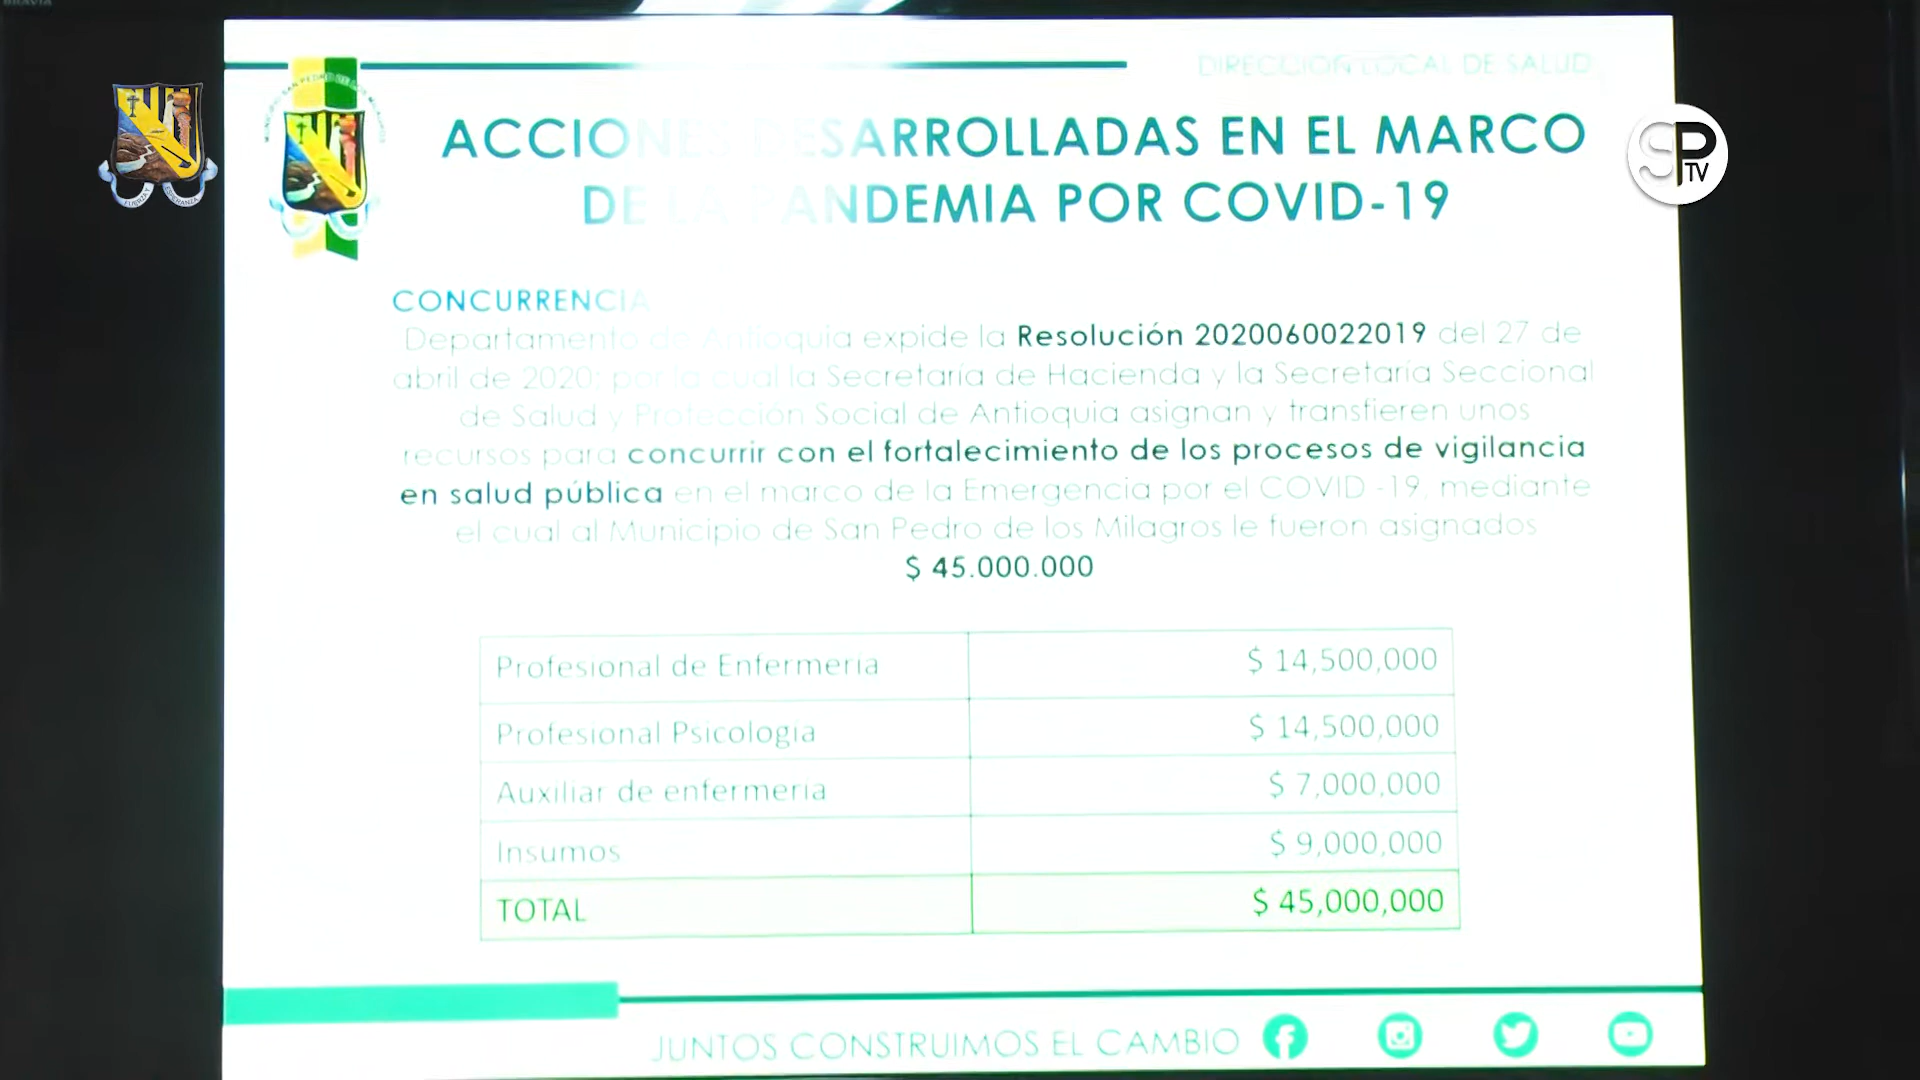 DIRECCION LOCAL DE SALUD
ACCIONES DESARROLLADAS EN EL MARCO
DE LA PANDEMIA POR COVID-19
SPTV
FUERZA Y ESPERANZA
CONCURRENCIA
Departamento de Antioquia expide la Resolución 2020060022019 del 27 de
abril de 2020; por la cual la Secretaría de Hacienda y la Secretaría Seccional
de Salud y Protección Social de Antioquia asignan y transfieren unos
recursos para concurrir con el fortalecimiento de los procesos de vigilancia
en salud pública en el marco de la Emergencia por el COVID -19, mediante
el cual al Municipio de San Pedro de los Milagros le fueron asignados
$ 45.000.000
Profesional de Enfermería $ 14,500,000
Profesional Psicología $ 14,500,000
Auxiliar de enfermería $ 7,000,000
Insumos $ 9,000,000
TOTAL $ 45,000,000
JUNTOS CONSTRUIMOS EL CAMBIO